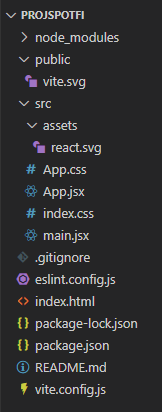 PROJSPOTFI
node_modules
public
vite.svg
src
assets
react.svg
App.css
App.jsx
index.css
main.jsx
.gitignore
eslint.config.js
index.html
package-lock.json
package.json
README.md
vite.config.js